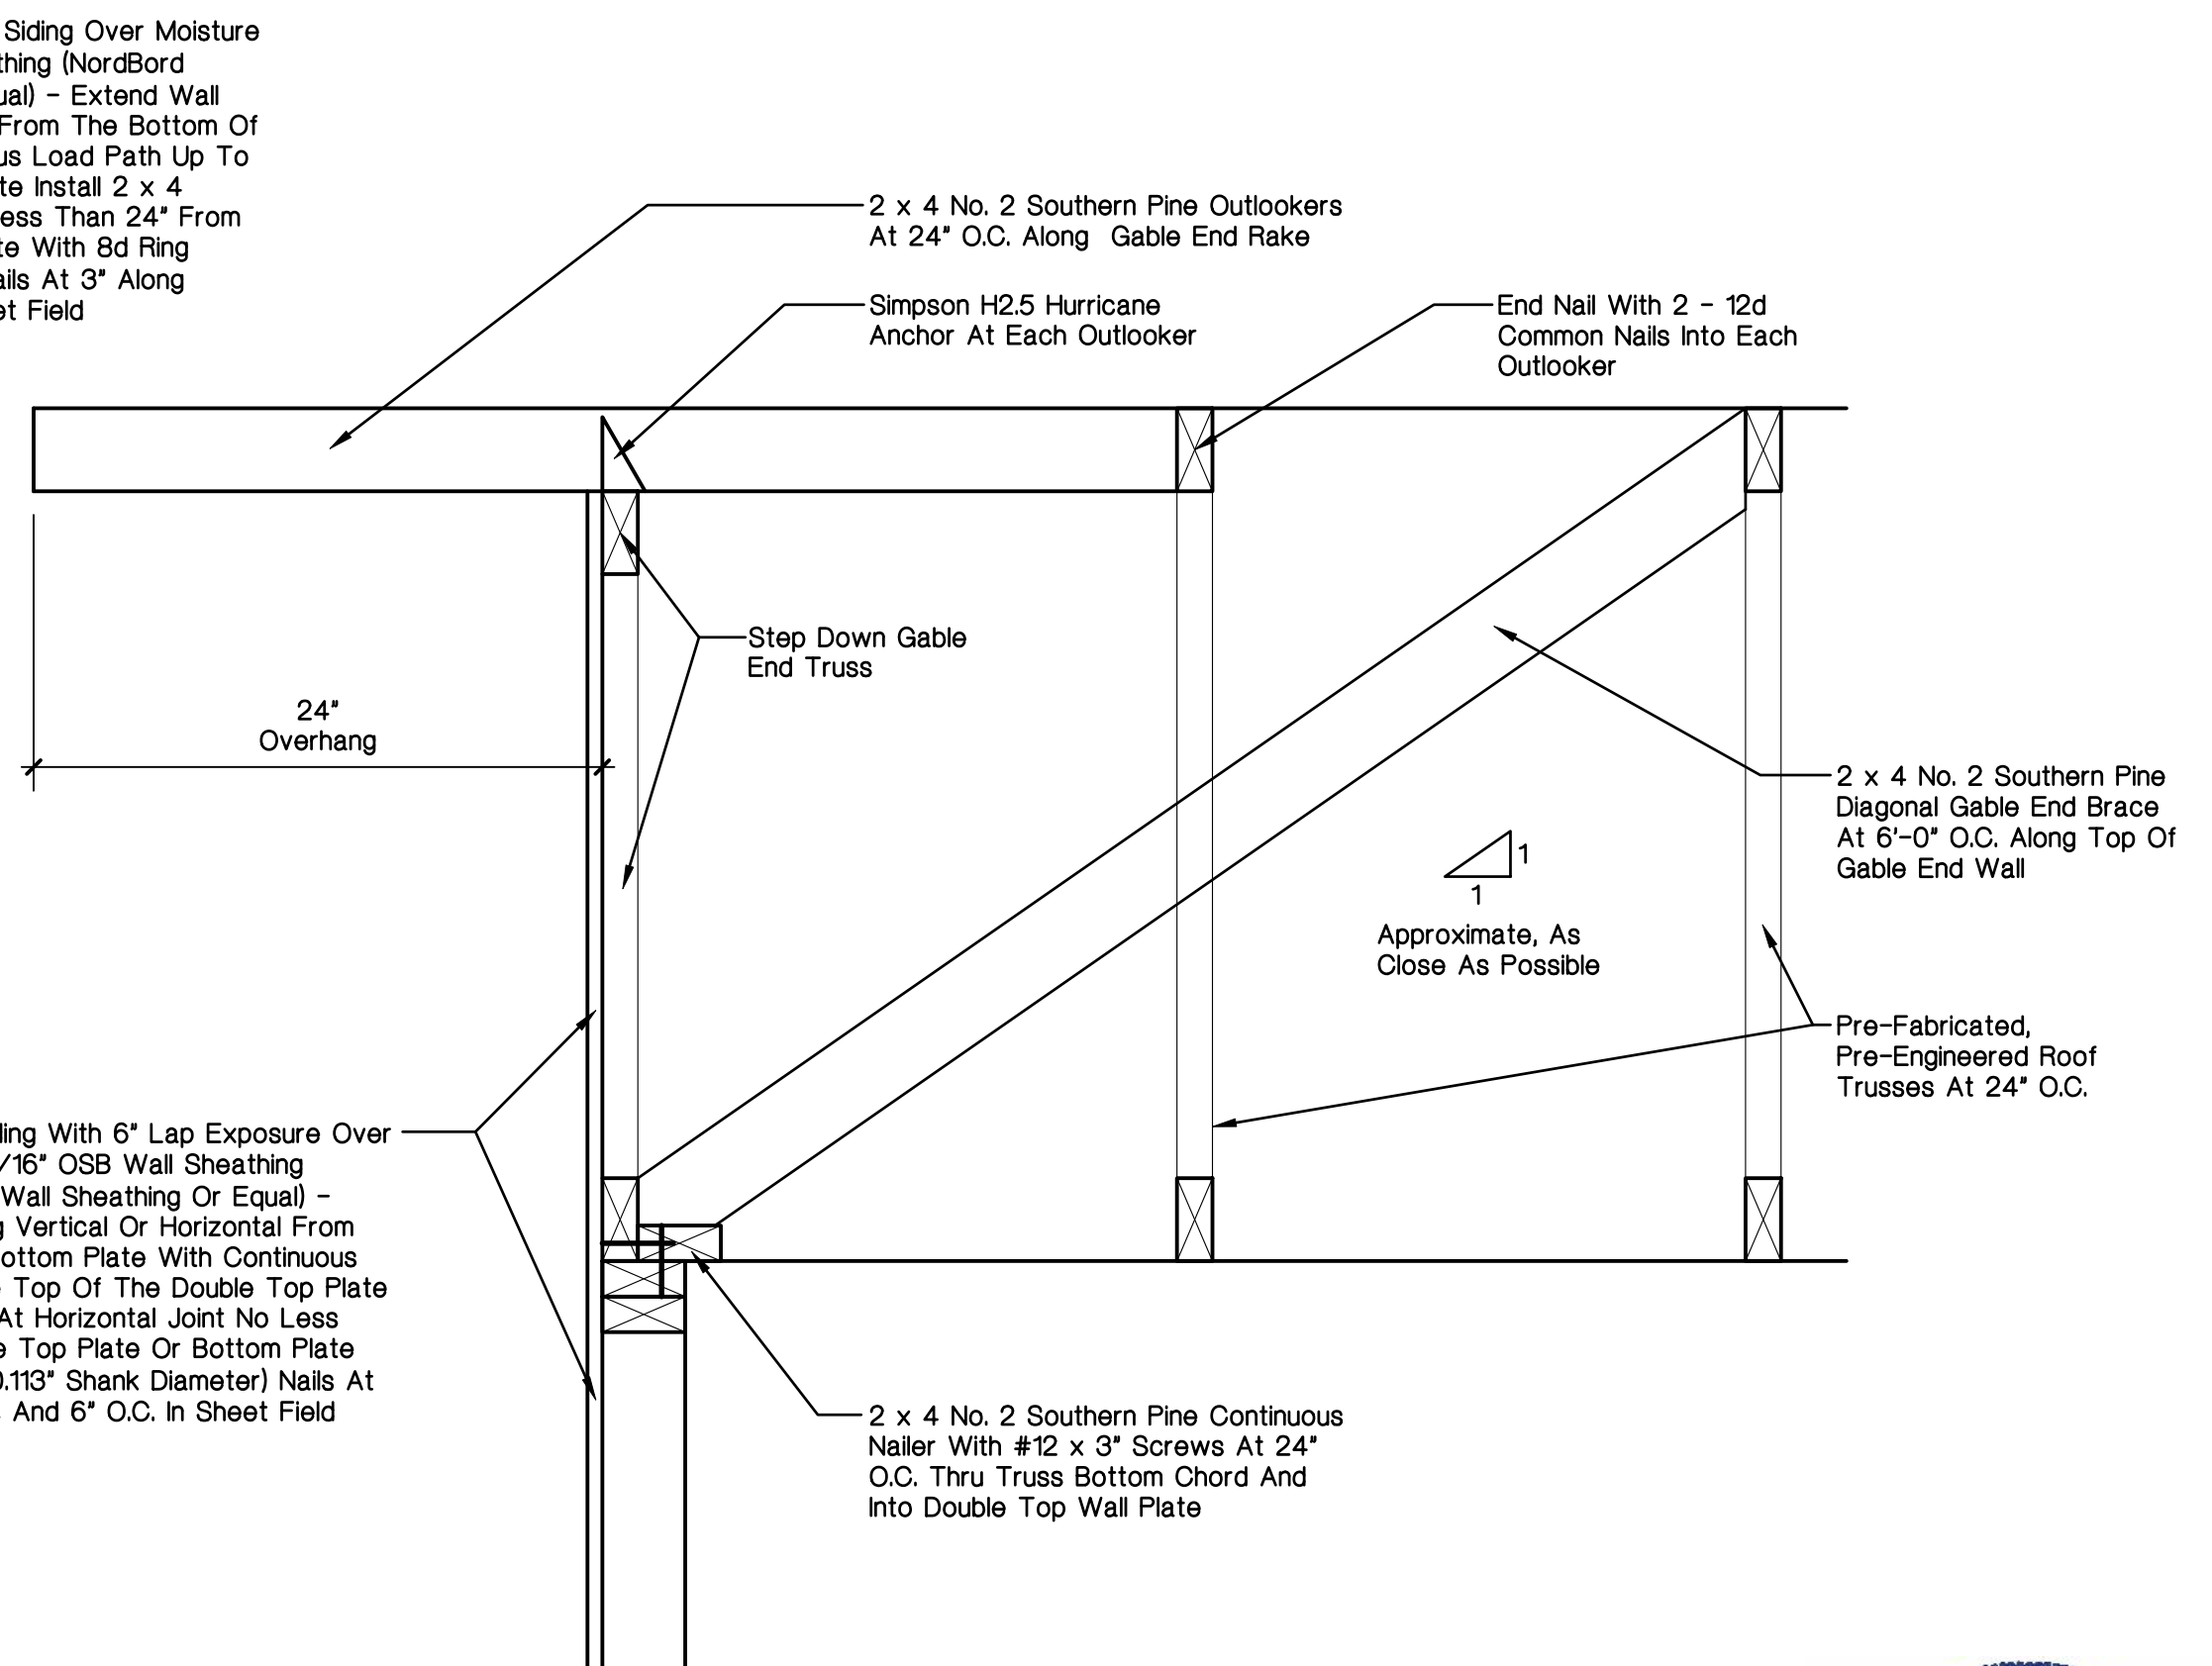 Siding Over Moisture
thing (NordBord
ual) - Extend Wall
From The Bottom Of
us Load Path Up To
te Install 2 x 4
ess Than 24" From
te With 8d Ring
ails At 3" Along
et Field
2 x 4 No. 2 Southern Pine Outlookers
At 24" O.C. Along Gable End Rake
Simpson H2.5 Hurricane
Anchor At Each Outlooker
End Nail With 2 - 12d
Common Nails Into Each
Outlooker
Step Down Gable
End Truss
24"
Overhang
2 x 4 No. 2 Southern Pine
Diagonal Gable End Brace
At 6'-0" O.C. Along Top Of
Gable End Wall
1
1
Approximate, As
Close As Possible
Pre-Fabricated,
Pre-Engineered Roof
Trusses At 24" O.C.
ling With 6" Lap Exposure Over
/16" OSB Wall Sheathing
Wall Sheathing Or Equal) -
g Vertical Or Horizontal From
ottom Plate With Continuous
Top Of The Double Top Plate
At Horizontal Joint No Less
e Top Plate Or Bottom Plate
0.113" Shank Diameter) Nails At
And 6" O.C. In Sheet Field
2 x 4 No. 2 Southern Pine Continuous
Nailer With #12 x 3" Screws At 24"
O.C. Thru Truss Bottom Chord And
Into Double Top Wall Plate